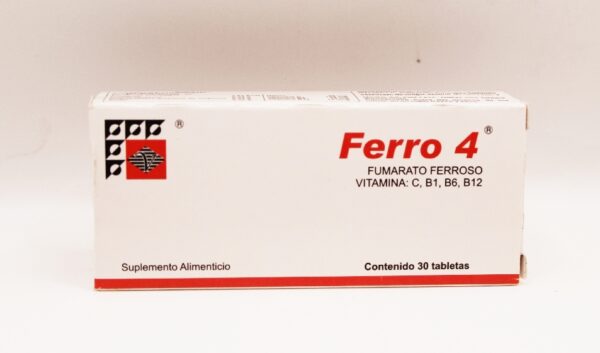 ®
Ferro 4®
FUMARATO FERROSO
VITAMINA: C, B1, B6, B12
Suplemento Alimenticio
Contenido 30 tabletas